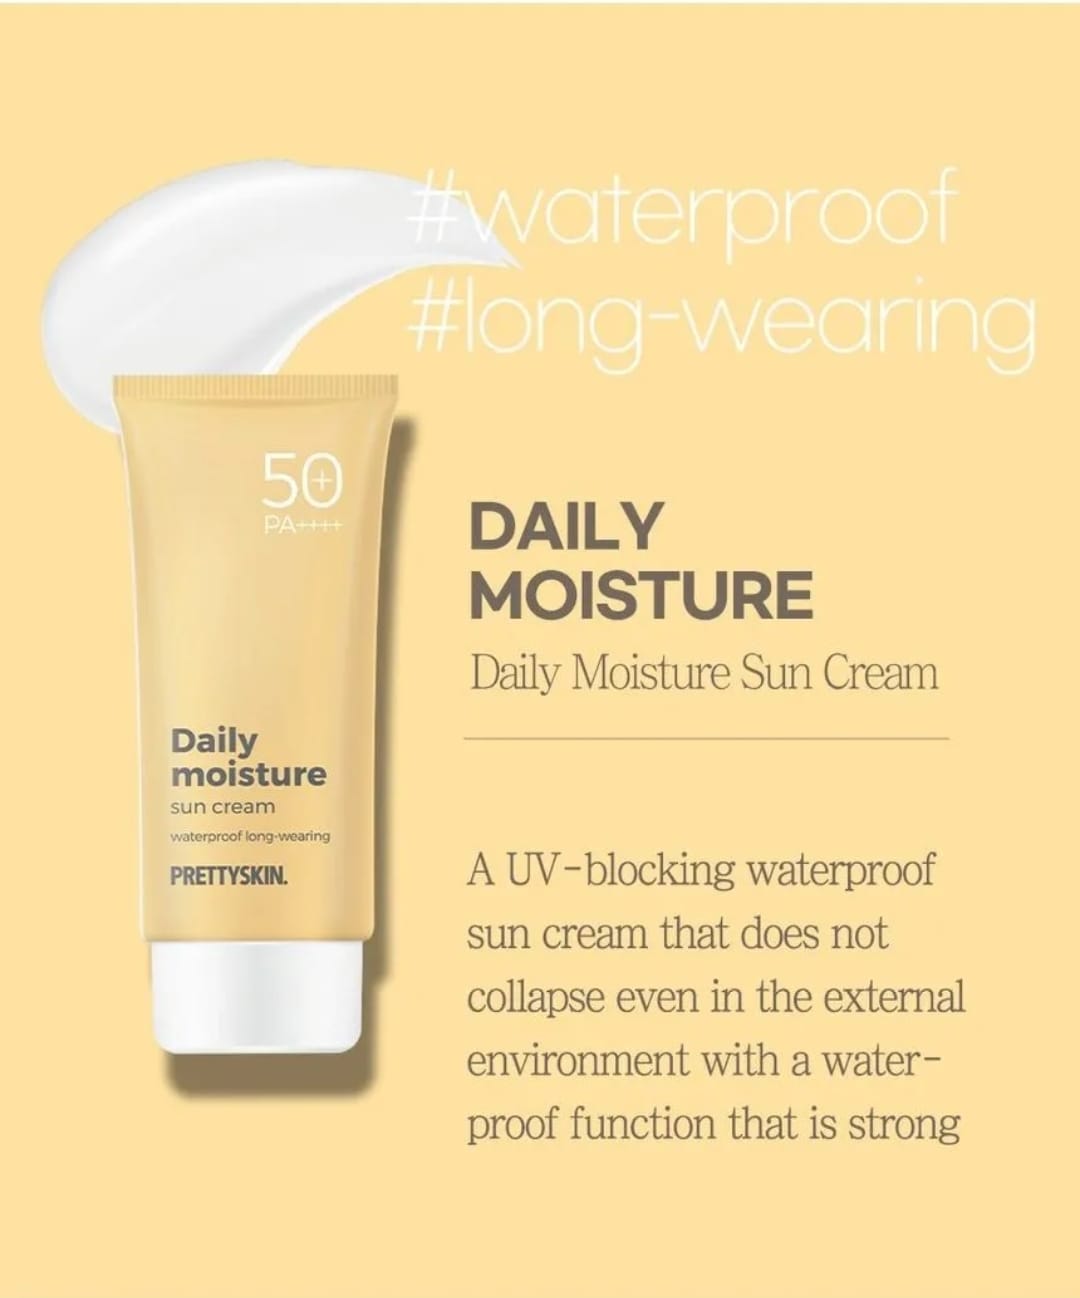 #waterproof
#long-wearing
50+
PA++++
DAILY
MOISTURE
Daily Moisture Sun Cream
Daily
moisture
sun cream
waterproof long-wearing
PRETTYSKIN.
A UV-blocking waterproof
sun cream that does not
collapse even in the external
environment with a water-
proof function that is strong